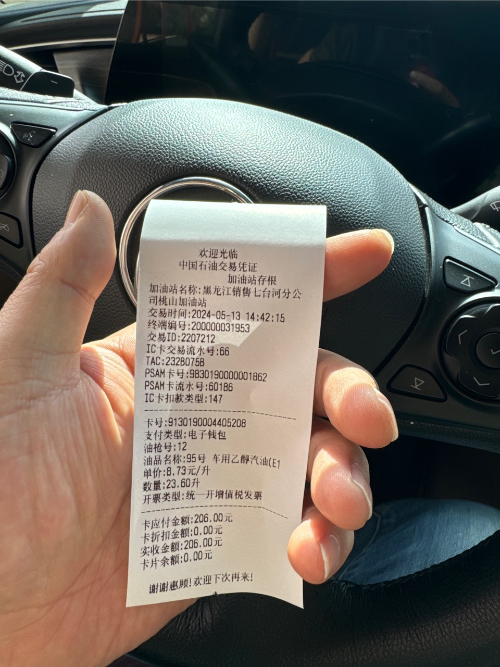 欢迎光临
中国石油交易凭证
加油站存根
加油站名称:黑龙江销售七台河分公
司桃山加油站
交易时间:2024-05-13 14:42:15
终端编号:200000031953
交易ID:2207212
IC卡交易流水号:66
TAC:2328075B
PSAM卡号:9830190000001862
PSAM卡流水号:60186
IC卡扣款类型:147
卡号:9130190004405208
支付类型:电子钱包
油枪号:12
油品名称:95号 车用乙醇汽油(E1
单价:8.73元/升
数量:23.60升
开票类型:统一开增值税发票
卡应付金额:206.00元
卡折扣金额:0.00元
实收金额:206.00元
卡片余额:0.00元
谢谢惠顾!欢迎下次再来!